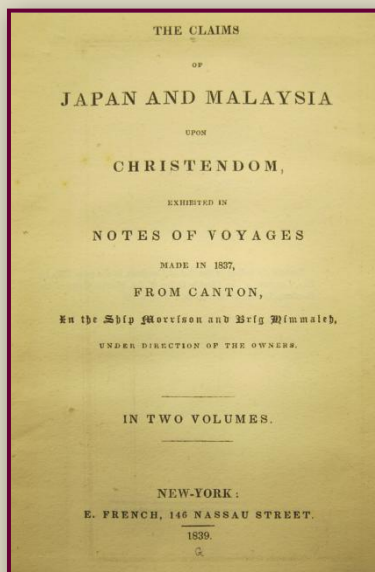 THE CLAIMS
OF
JAPAN AND MALAYSIA
UPON
CHRISTENDOM,
EXHIBITED IN
NOTES OF VOYAGES
MADE IN 1837,
FROM CANTON,
In the Ship Morrison and Brig Himmaleh,
UNDER DIRECTION OF THE OWNERS.
IN TWO VOLUMES.
NEW-YORK:
E. FRENCH, 146 NASSAU STREET.
1839.
G